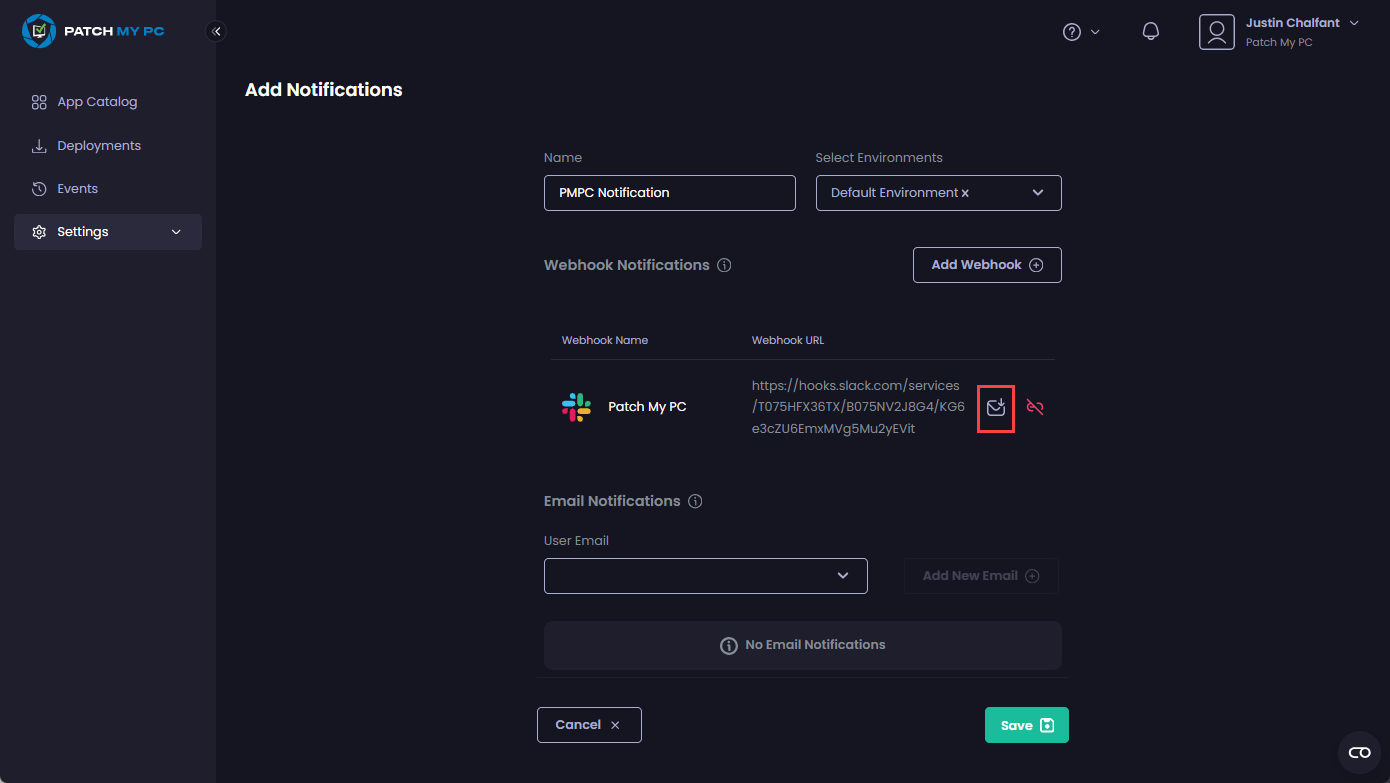 PATCH MY PC
Justin Chalfant
Patch My PC
App Catalog
Deployments
Events
Settings
Add Notifications
Name
Select Environments
PMPC Notification
Default Environment ×
Webhook Notifications
Add Webhook
Webhook Name
Webhook URL
Patch My PC
https://hooks.slack.com/services
/T075HFX36TX/B075NV2J8G4/KG6
e3cZU6EmxMVg5Mu2yEVit
Email Notifications
User Email
Add New Email
No Email Notifications
Cancel ×
Save